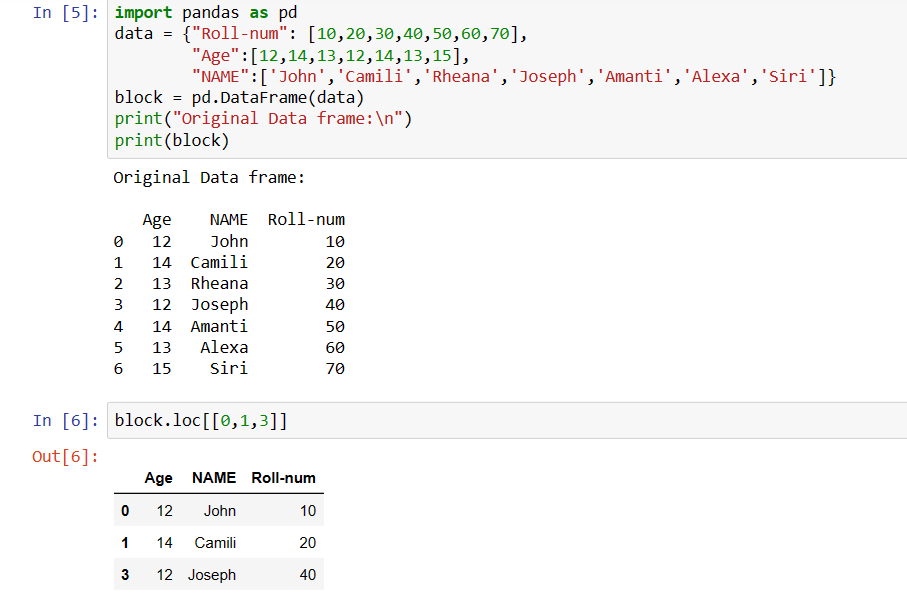 In [5]: import pandas as pd
data = {"Roll-num": [10,20,30,40,50,60,70],
"Age":[12,14,13,12,14,13,15],
"NAME":['John','Camili','Rheana','Joseph','Amanti','Alexa','Siri']}
block = pd.DataFrame(data)
print("Original Data frame:\n")
print(block)
Original Data frame:
Age NAME Roll-num
0 12 John 10
1 14 Camili 20
2 13 Rheana 30
3 12 Joseph 40
4 14 Amanti 50
5 13 Alexa 60
6 15 Siri 70
In [6]: block.loc[[0,1,3]]
Out[6]:
Age NAME Roll-num
0 12 John 10
1 14 Camili 20
3 12 Joseph 40